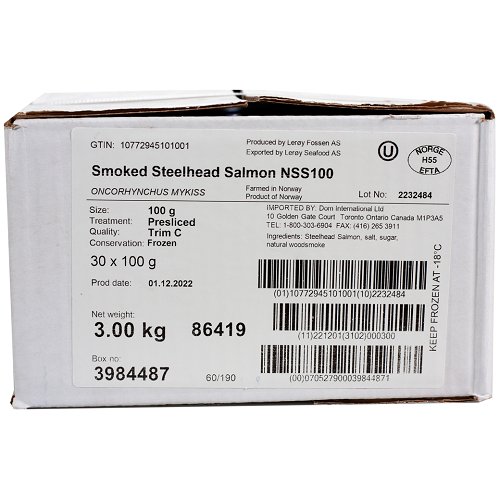 GTIN: 10772945101001
Produced by Lerøy Fossen AS
Exported by Lerøy Seafood AS
U
NORGE
H55
EFTA
Smoked Steelhead Salmon NSS100
ONCORHYNCHUS MYKISS
Farmed in Norway
Product of Norway
Lot No: 2232484
Size: 100 g
Treatment: Presliced
Quality: Trim C
Conservation: Frozen
30 x 100 g
Prod date: 01.12.2022
IMPORTED BY: Dom International Ltd
10 Golden Gate Court Toronto Ontario Canada M1P3A5
TEL: 1-800-303-6904 FAX: (416) 265 3911
Ingredients: Steelhead Salmon, salt, sugar,
natural woodsmoke
(01)10772945101001(10)2232484
Net weight:
3.00 kg 86419
(11)221201(3102)000300
Box no:
3984487
60/190
(00)070527900039844871
KEEP FROZEN AT -18°C